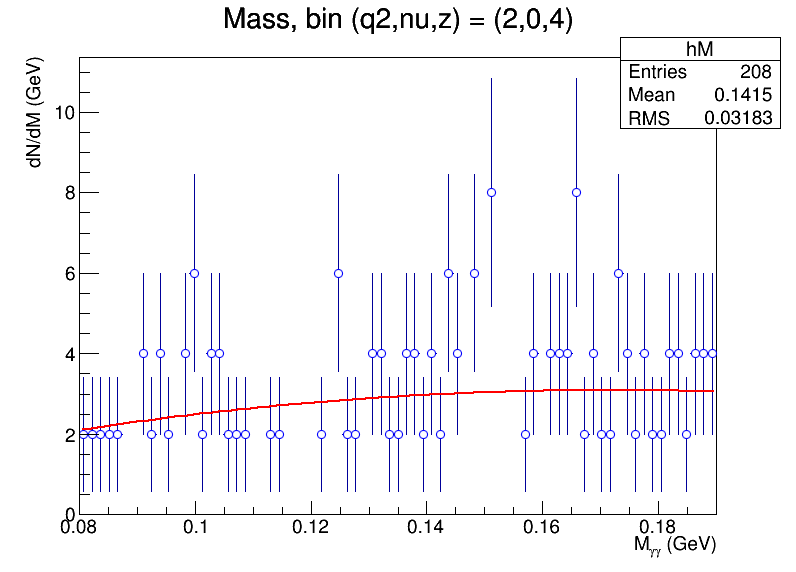 Mass, bin (q2,nu,z) = (2,0,4)
hM
Entries 208
Mean 0.1415
RMS 0.03183
dN/dM (GeV)
10
8
6
4
2
0
0.08 0.1 0.12 0.14 0.16 0.18
Mγγ (GeV)